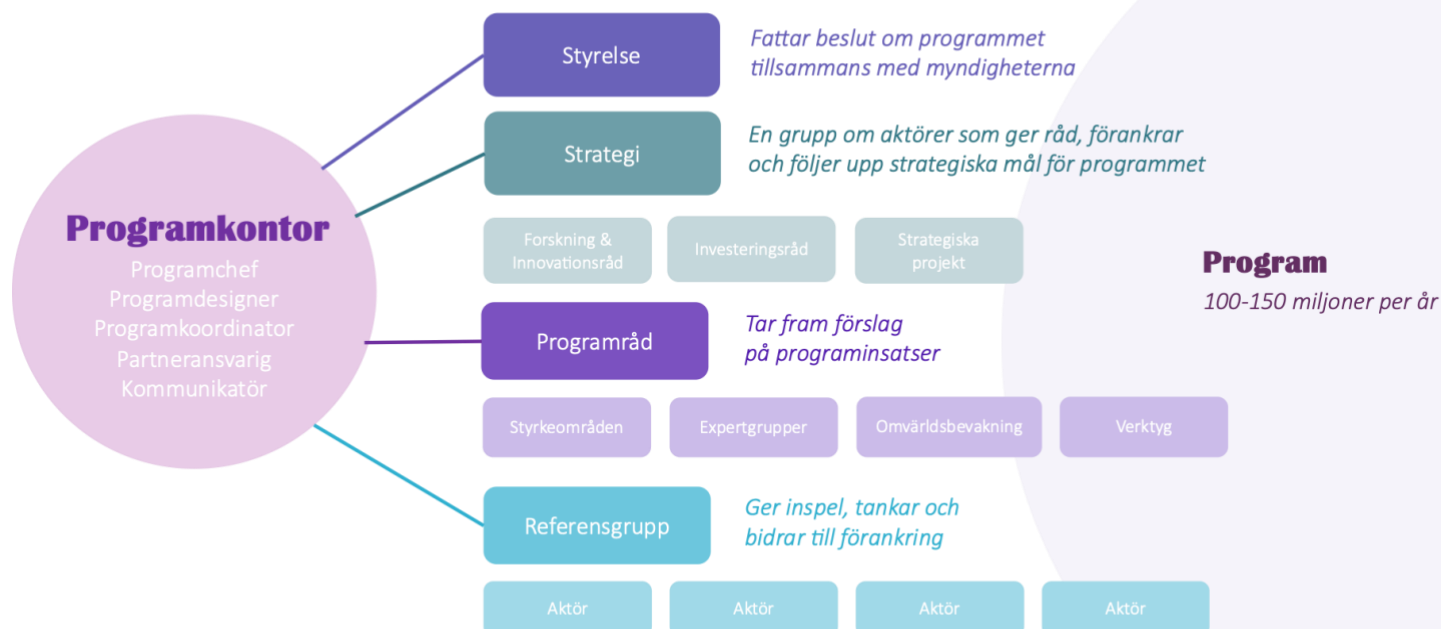 Styrelse
Fattar beslut om programmet
tillsammans med myndigheterna
Strategi
En grupp om aktörer som ger råd, förankrar
och följer upp strategiska mål för programmet
Programkontor
Programchef
Programdesigner
Programkoordinator
Partneransvarig
Kommunikatör
Forskning &
Innovationsråd
Investeringsråd
Strategiska
projekt
Program
100-150 miljoner per år
Programråd
Tar fram förslag
på programinsatser
Styrkeområden
Expertgrupper
Omvärldsbevakning
Verktyg
Referensgrupp
Ger inspel, tankar och
bidrar till förankring
Aktör
Aktör
Aktör
Aktör